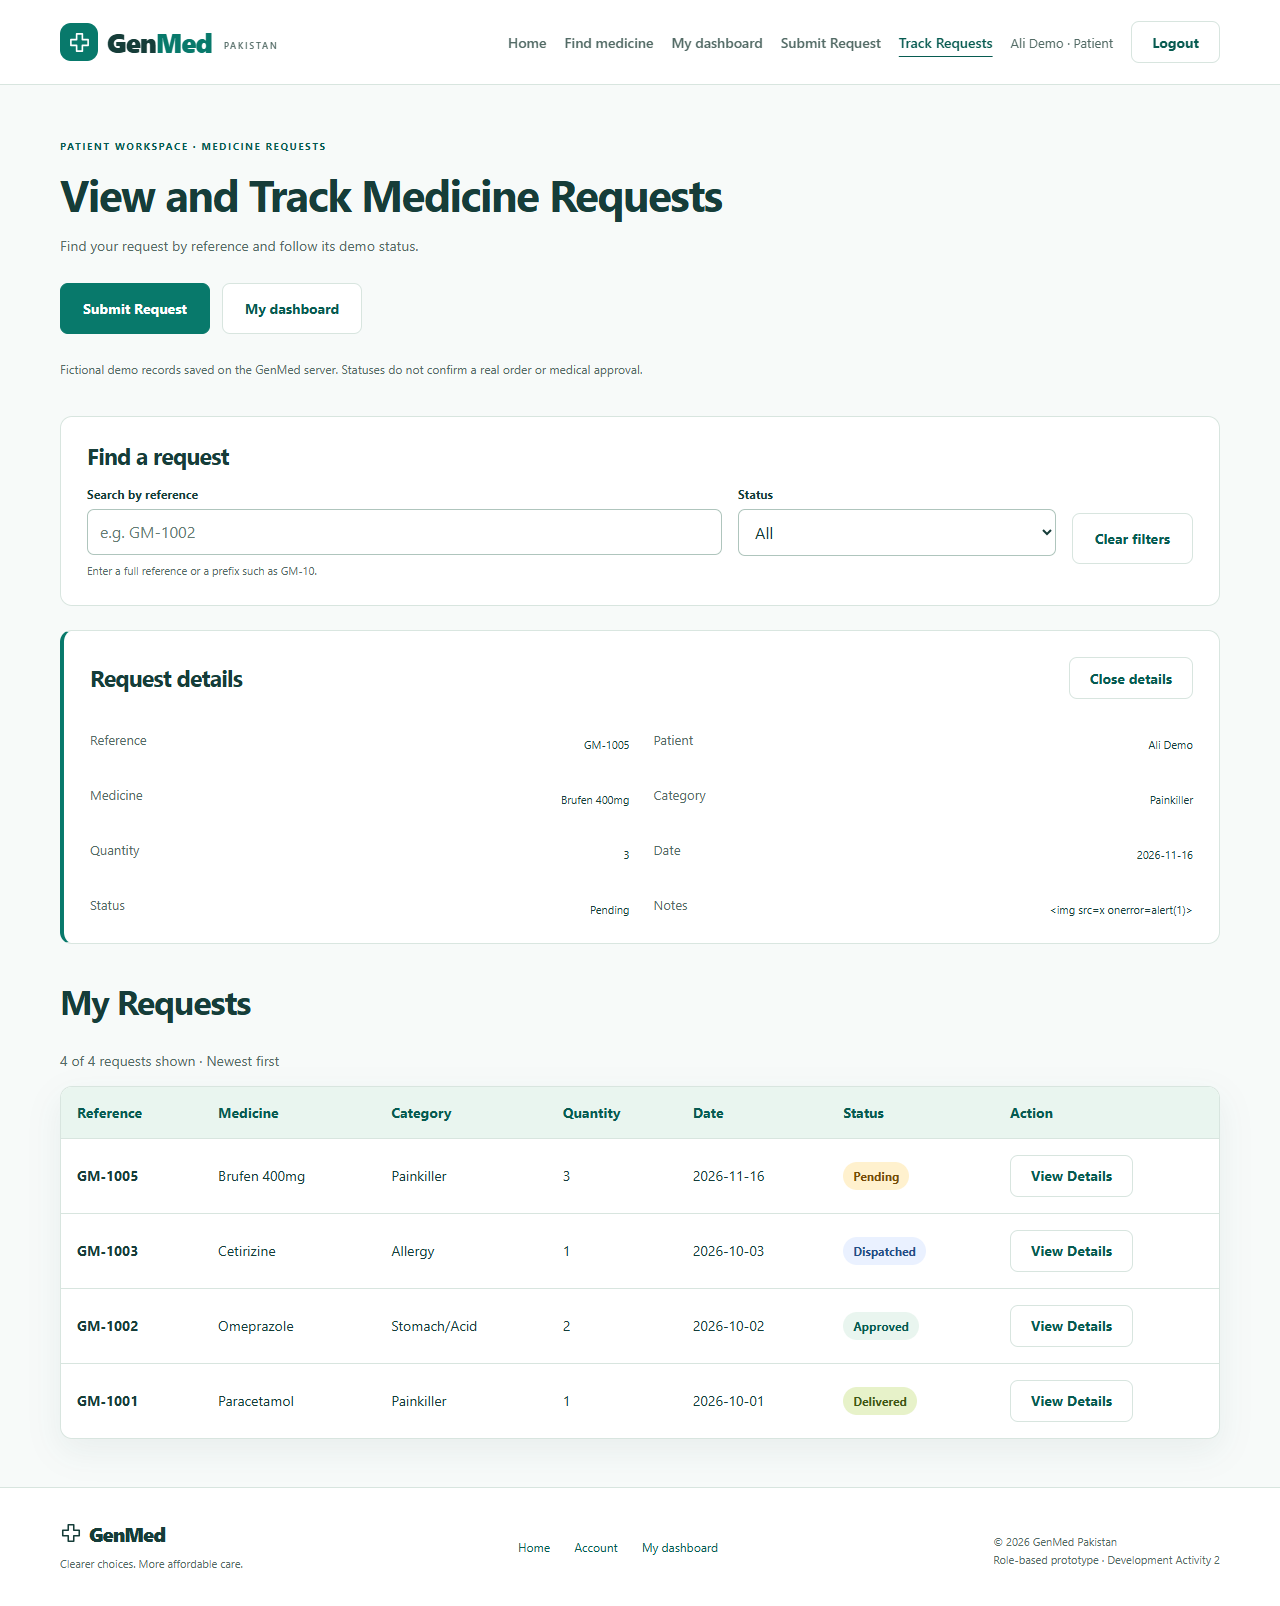 GenMed PAKISTAN
Home Find medicine My dashboard Submit Request Track Requests Ali Demo · Patient Logout
PATIENT WORKSPACE · MEDICINE REQUESTS
View and Track Medicine Requests
Find your request by reference and follow its demo status.
Submit Request My dashboard
Fictional demo records saved on the GenMed server. Statuses do not confirm a real order or medical approval.
Find a request
Search by reference Status
e.g. GM-1002 All Clear filters
Enter a full reference or a prefix such as GM-10.
Request details Close details
Reference GM-1005 Patient Ali Demo
Medicine Brufen 400mg Category Painkiller
Quantity 3 Date 2026-11-16
Status Pending Notes <img src=x onerror=alert(1)>
My Requests
4 of 4 requests shown · Newest first
Reference Medicine Category Quantity Date Status Action
GM-1005 Brufen 400mg Painkiller 3 2026-11-16 Pending View Details
GM-1003 Cetirizine Allergy 1 2026-10-03 Dispatched View Details
GM-1002 Omeprazole Stomach/Acid 2 2026-10-02 Approved View Details
GM-1001 Paracetamol Painkiller 1 2026-10-01 Delivered View Details
GenMed
Clearer choices. More affordable care.
Home Account My dashboard
© 2026 GenMed Pakistan
Role-based prototype · Development Activity 2